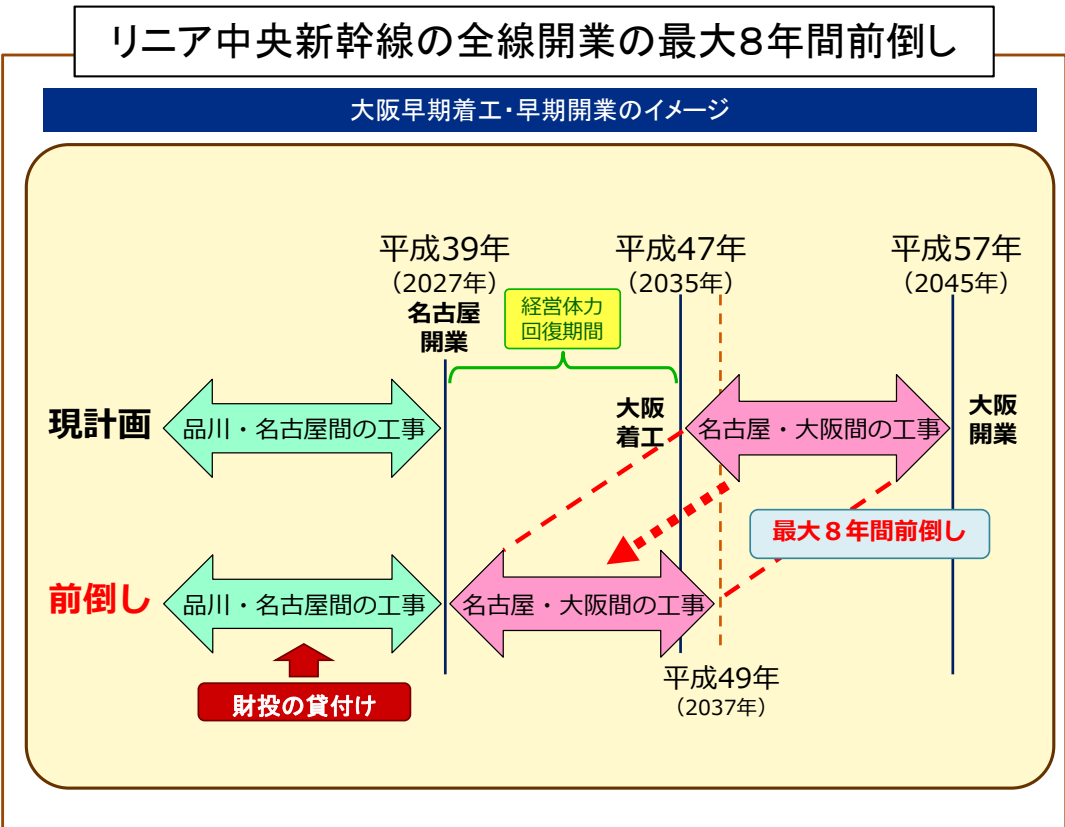 リニア中央新幹線の全線開業の最大8年間前倒し
大阪早期着工・早期開業のイメージ
平成39年
(2027年)
名古屋
開業
経営体力
回復期間
平成47年
(2035年)
平成57年
(2045年)
現計画
品川・名古屋間の工事
大阪
着工
名古屋・大阪間の工事
大阪
開業
最大8年間前倒し
前倒し
品川・名古屋間の工事
名古屋・大阪間の工事
財投の貸付け
平成49年
(2037年)